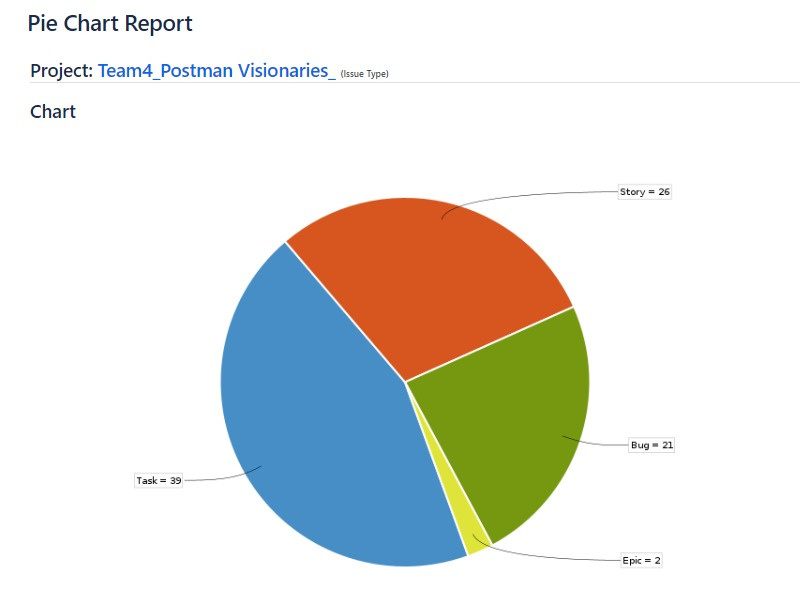 Pie Chart Report
Project: Team4_Postman Visionaries_ (Issue Type)
Chart
Story = 26
Bug = 21
Task = 39
Epic = 2